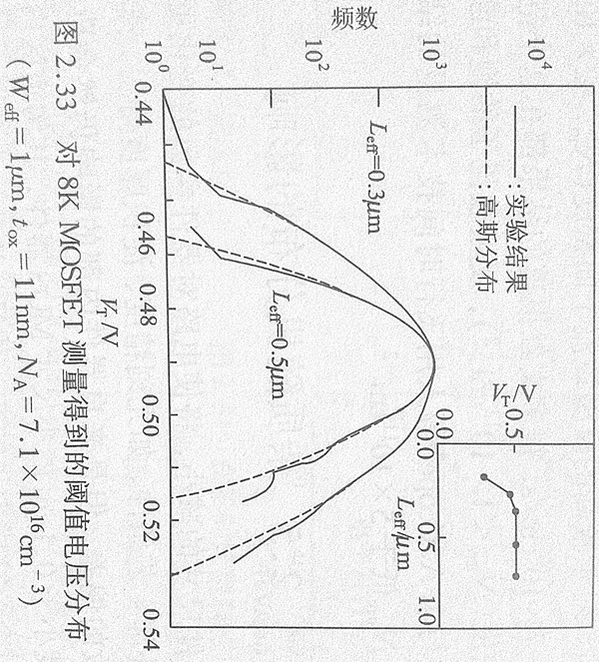 频数
10⁴
10³
10²
10¹
10⁰
——:实验结果
-----:高斯分布
L_eff=0.3μm
L_eff=0.5μm
V_T/V
0.5
0.0
0.0 0.5 1.0
L_eff/μm
0.44 0.46 0.48 0.50 0.52 0.54
V_T/V
图 2.33 对 8K MOSFET 测量得到的阈值电压分布
(W_eff=1μm, t_ox=11nm, N_A=7.1×10¹⁶cm⁻³)